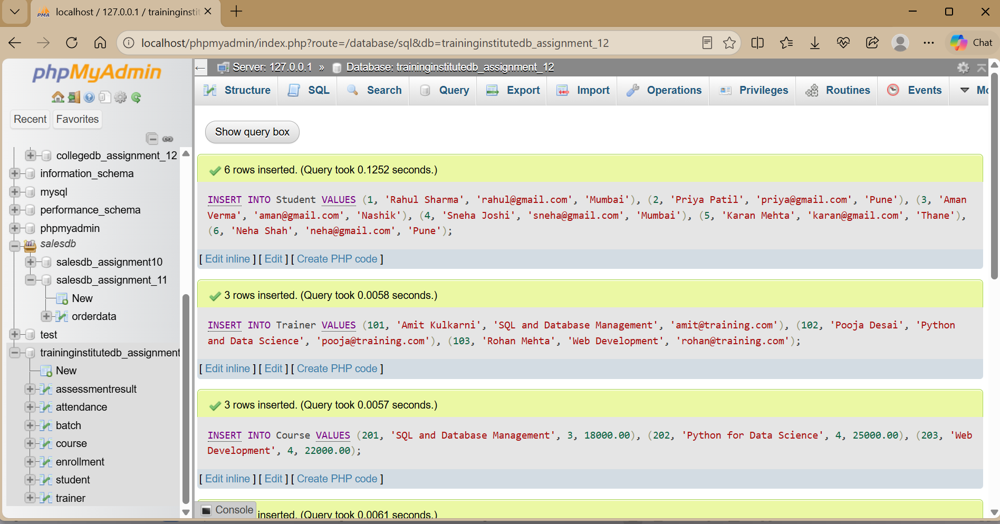 localhost / 127.0.0.1 / traininginstit
localhost/phpmyadmin/index.php?route=/database/sql&db=traininginstitutedb_assignment_12
Chat
phpMyAdmin
Recent
Favorites
collegedb_assignment_12
information_schema
mysql
performance_schema
phpmyadmin
salesdb
salesdb_assignment10
salesdb_assignment_11
New
orderdata
test
traininginstitutedb_assignment
New
assessmentresult
attendance
batch
course
enrollment
student
trainer
Server: 127.0.0.1 » Database: traininginstitutedb_assignment_12
Structure SQL Search Query Export Import Operations Privileges Routines Events Mo
Show query box
6 rows inserted. (Query took 0.1252 seconds.)
INSERT INTO Student VALUES (1, 'Rahul Sharma', 'rahul@gmail.com', 'Mumbai'), (2, 'Priya Patil', 'priya@gmail.com', 'Pune'), (3, 'Aman
Verma', 'aman@gmail.com', 'Nashik'), (4, 'Sneha Joshi', 'sneha@gmail.com', 'Mumbai'), (5, 'Karan Mehta', 'karan@gmail.com', 'Thane'),
(6, 'Neha Shah', 'neha@gmail.com', 'Pune');
[ Edit inline ] [ Edit ] [ Create PHP code ]
3 rows inserted. (Query took 0.0058 seconds.)
INSERT INTO Trainer VALUES (101, 'Amit Kulkarni', 'SQL and Database Management', 'amit@training.com'), (102, 'Pooja Desai', 'Python
and Data Science', 'pooja@training.com'), (103, 'Rohan Mehta', 'Web Development', 'rohan@training.com');
[ Edit inline ] [ Edit ] [ Create PHP code ]
3 rows inserted. (Query took 0.0057 seconds.)
INSERT INTO Course VALUES (201, 'SQL and Database Management', 3, 18000.00), (202, 'Python for Data Science', 4, 25000.00), (203, 'Web
Development', 4, 22000.00);
[ Edit inline ] [ Edit ] [ Create PHP code ]
Console
inserted. (Query took 0.0061 seconds.)